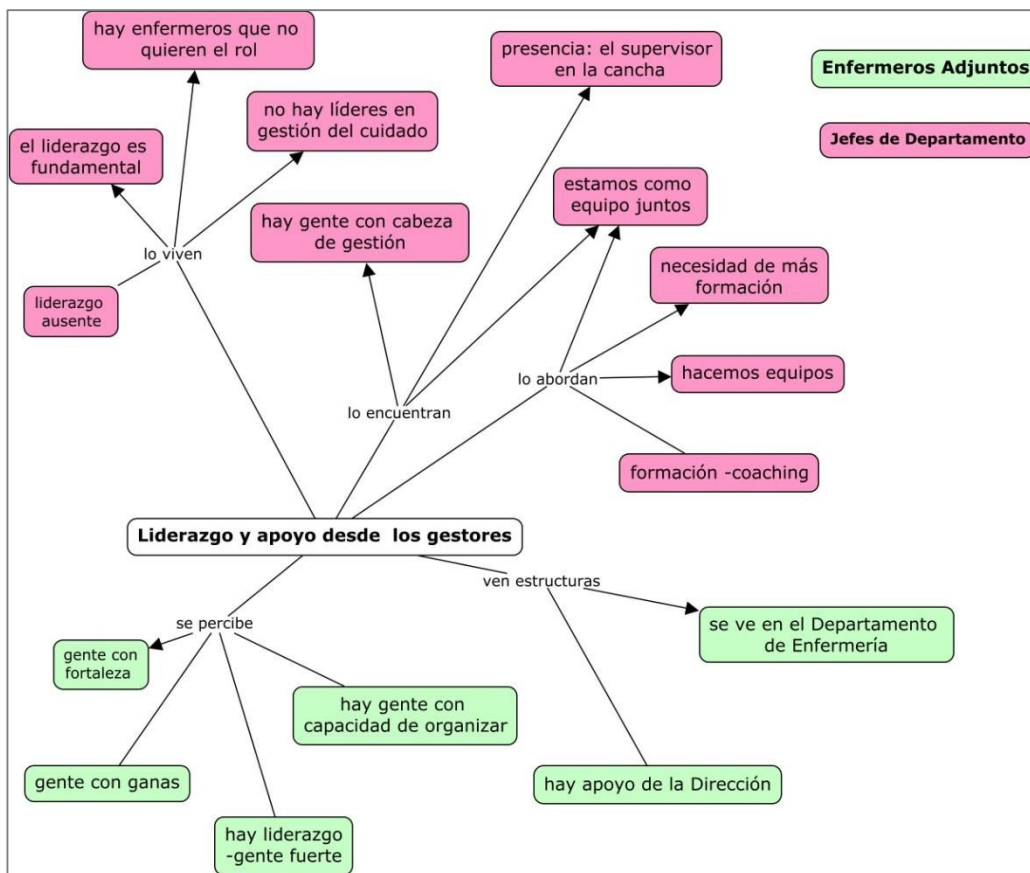 hay enfermeros que no
quieren el rol
presencia: el supervisor
en la cancha
Enfermeros Adjuntos
no hay líderes en
gestión del cuidado
el liderazgo es
fundamental
Jefes de Departamento
estamos como
equipo juntos
hay gente con cabeza
de gestión
lo viven
necesidad de más
formación
liderazgo
ausente
lo abordan
hacemos equipos
lo encuentran
formación -coaching
Liderazgo y apoyo desde los gestores
ven estructuras
se percibe
se ve en el Departamento
de Enfermería
gente con
fortaleza
hay gente con
capacidad de organizar
gente con ganas
hay apoyo de la Dirección
hay liderazgo
-gente fuerte